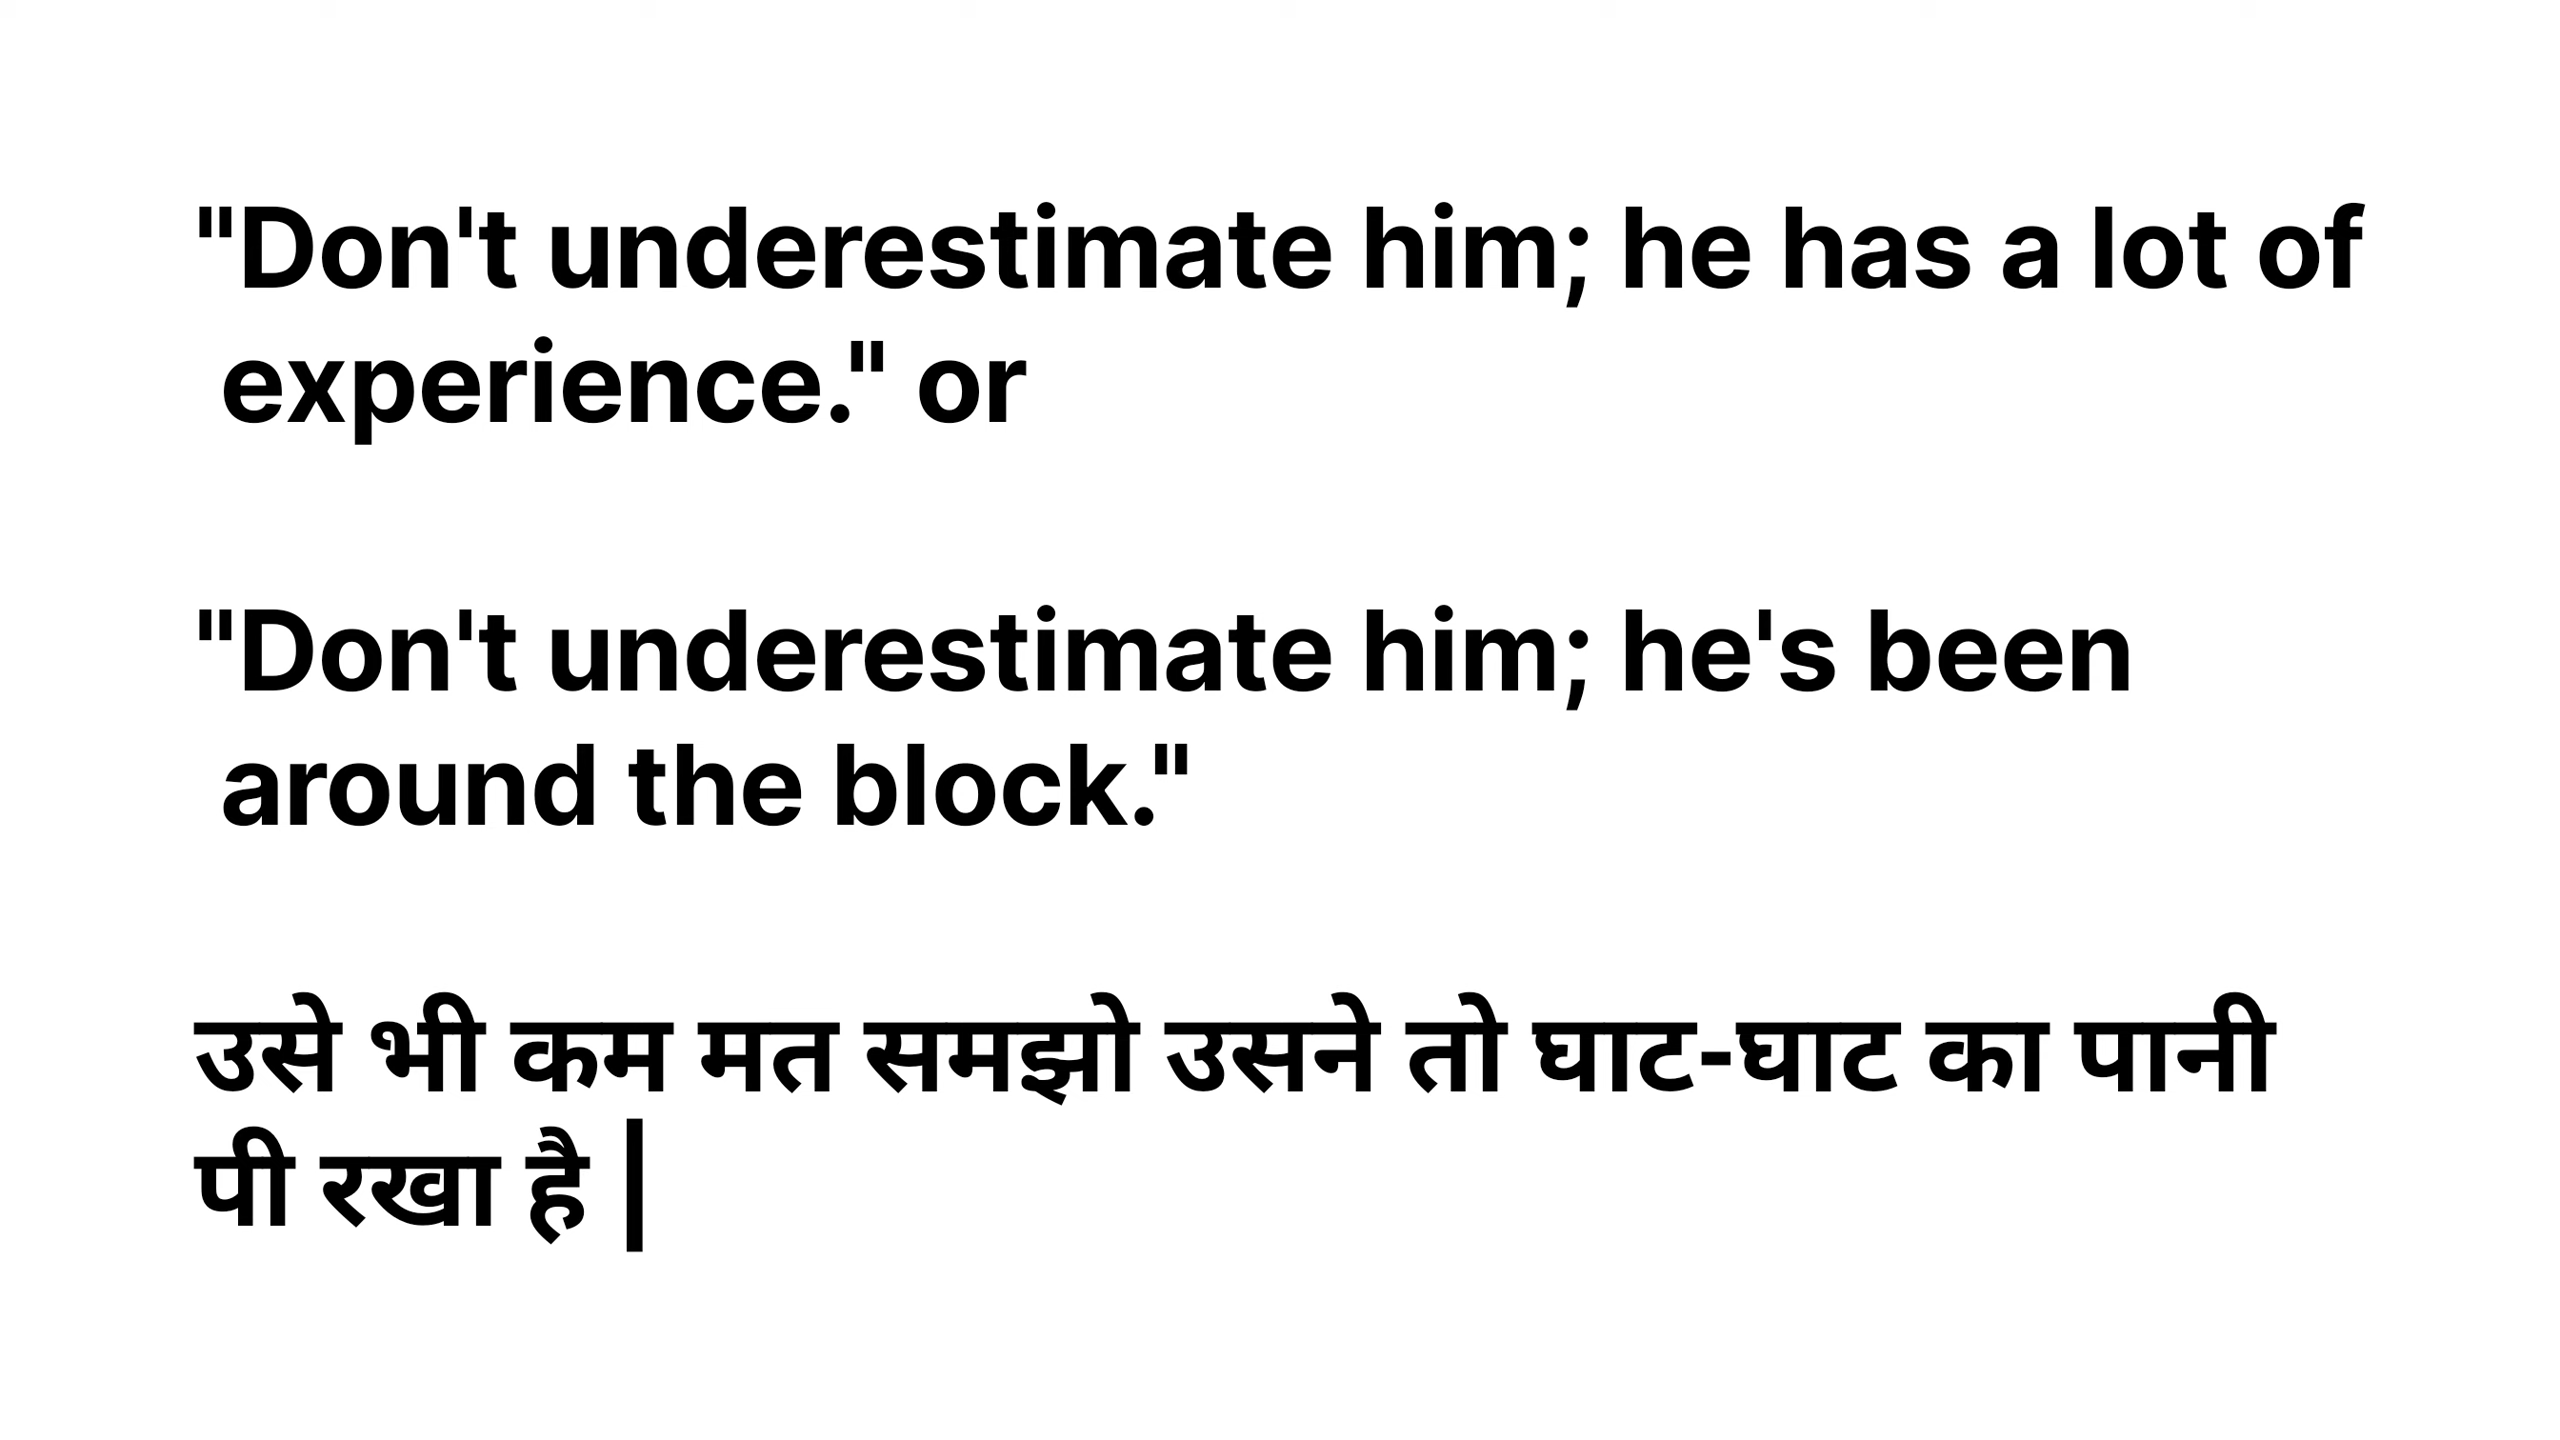 "Don't underestimate him; he has a lot of
experience." or
"Don't underestimate him; he's been
around the block."
उसे भी कम मत समझो उसने तो घाट-घाट का पानी
पी रखा है |